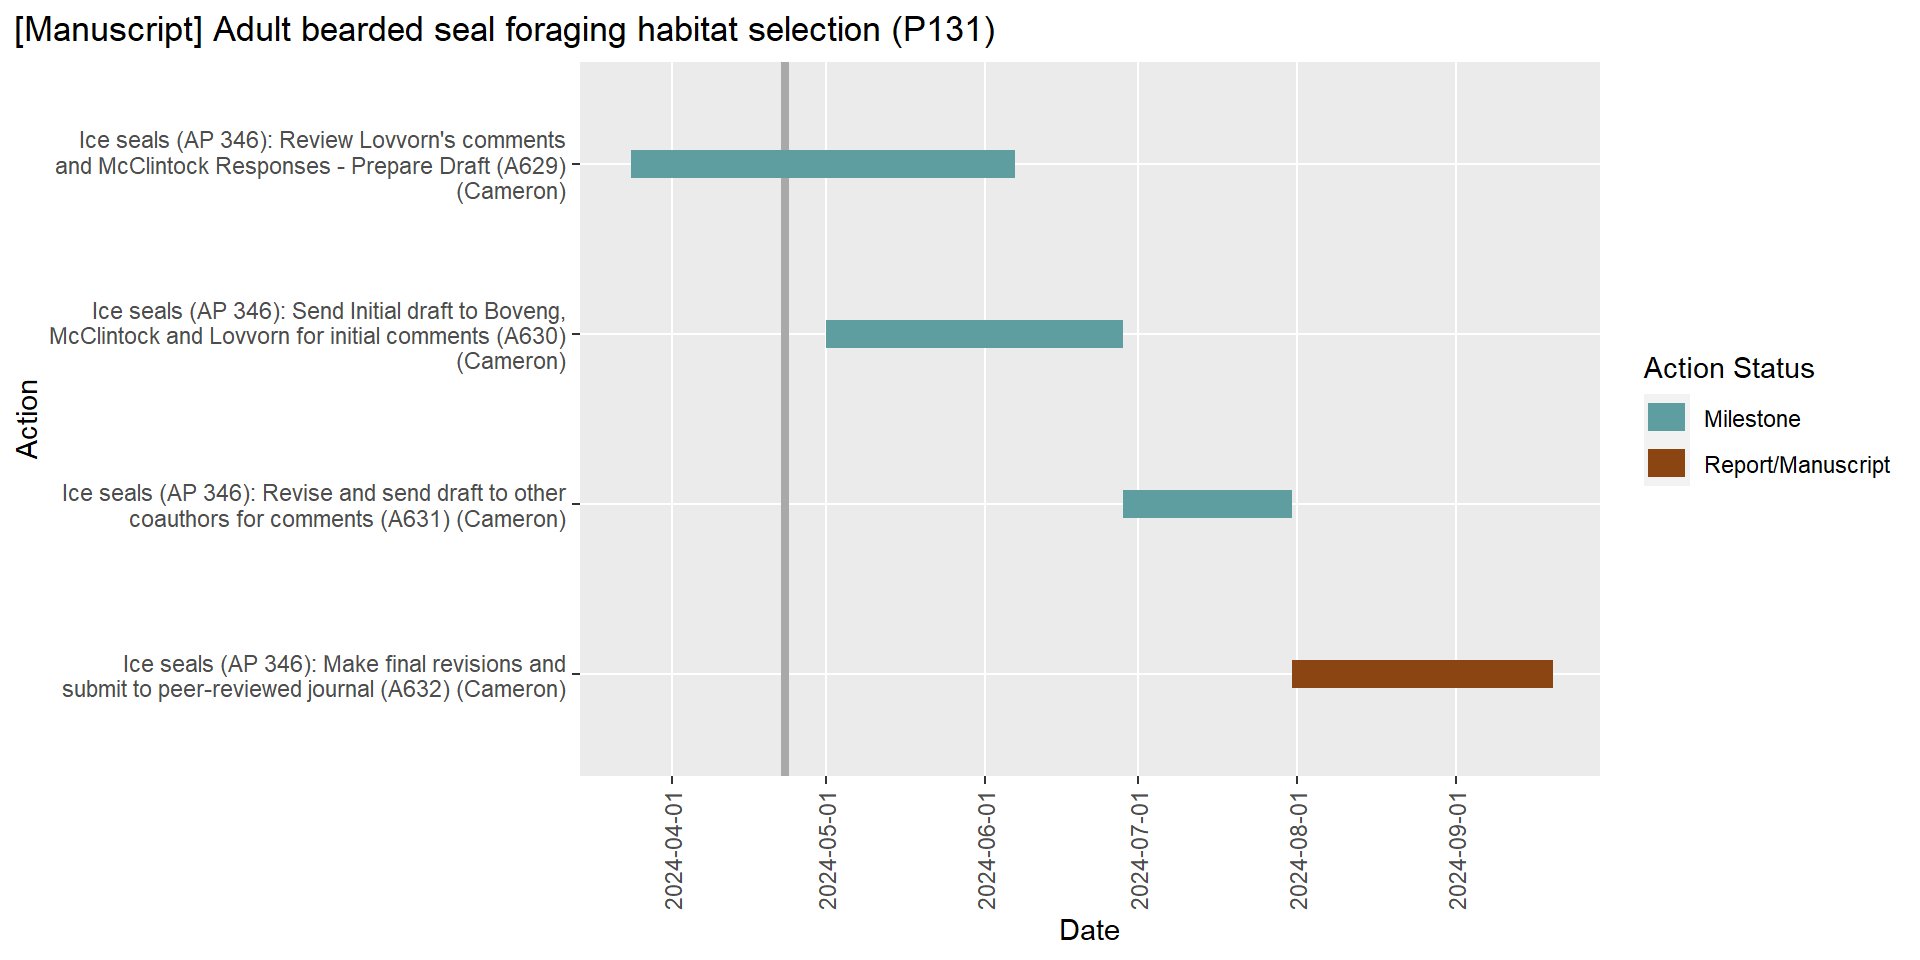 [Manuscript] Adult bearded seal foraging habitat selection (P131)
Ice seals (AP 346): Review Lovvorn's comments
and McClintock Responses - Prepare Draft (A629)
(Cameron)
Ice seals (AP 346): Send Initial draft to Boveng,
McClintock and Lovvorn for initial comments (A630)
(Cameron)
Ice seals (AP 346): Revise and send draft to other
coauthors for comments (A631) (Cameron)
Ice seals (AP 346): Make final revisions and
submit to peer-reviewed journal (A632) (Cameron)
Action
2024-04-01
2024-05-01
2024-06-01
2024-07-01
2024-08-01
2024-09-01
Date
Action Status
Milestone
Report/Manuscript